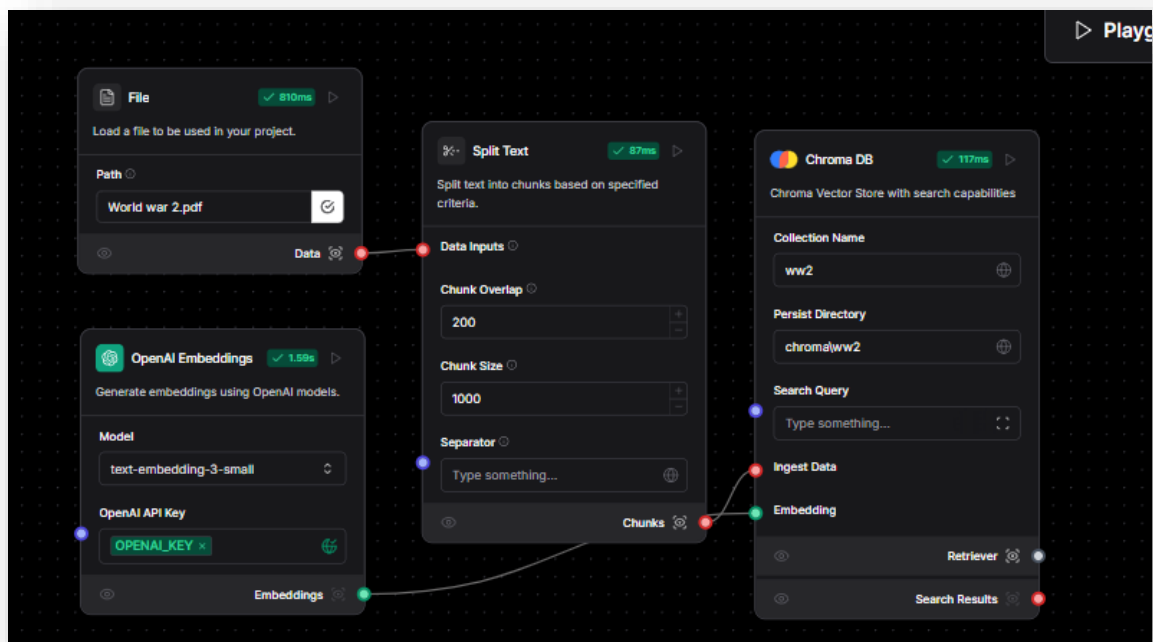 Playg
File
810ms
Load a file to be used in your project.
Path
World war 2.pdf
Data
OpenAI Embeddings
1.59s
Generate embeddings using OpenAI models.
Model
text-embedding-3-small
OpenAI API Key
OPENAI_KEY ×
Embeddings
Split Text
87ms
Split text into chunks based on specified
criteria.
Data Inputs
Chunk Overlap
200
Chunk Size
1000
Separator
Type something...
Chunks
Chroma DB
117ms
Chroma Vector Store with search capabilities
Collection Name
ww2
Persist Directory
chroma\ww2
Search Query
Type something...
Ingest Data
Embedding
Retriever
Search Results